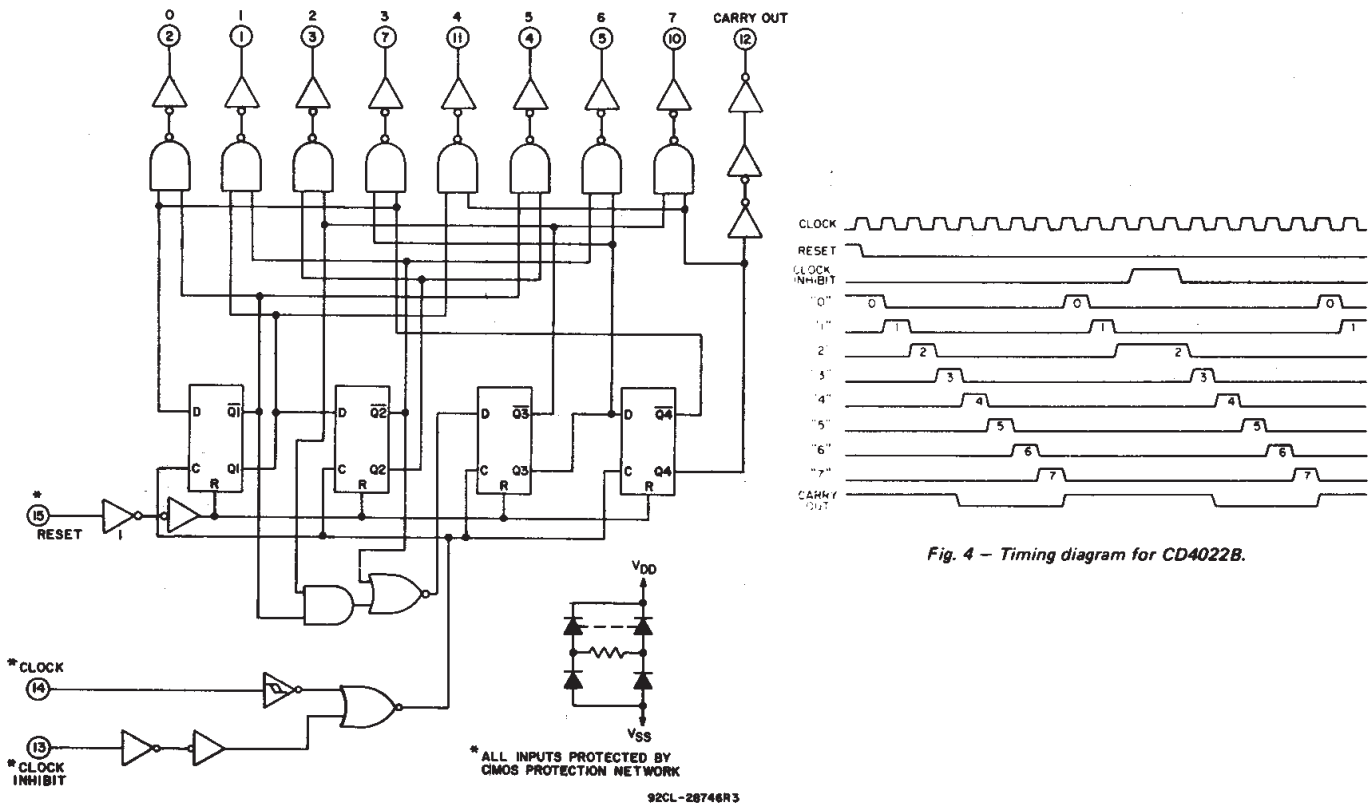 0 1 2 3 4 5 6 7 CARRY OUT
2 1 3 7 11 4 5 10 12
D Q1 D Q2 D Q3 D Q4
C Q1 C Q2 C Q3 C Q4
R R R R
*
15
RESET
1
*CLOCK
14
13
*CLOCK
INHIBIT
VDD
VSS
*ALL INPUTS PROTECTED BY
CMOS PROTECTION NETWORK
92CL-28746R3
CLOCK
RESET
CLOCK
INHIBIT
"0" 0 0 0
"1" 1 1 1
2 2 2
"3" 3 3
"4" 4 4
"5" 5 5
"6" 6 6
"7" 7 7
CARRY
OUT
Fig. 4 – Timing diagram for CD4022B.